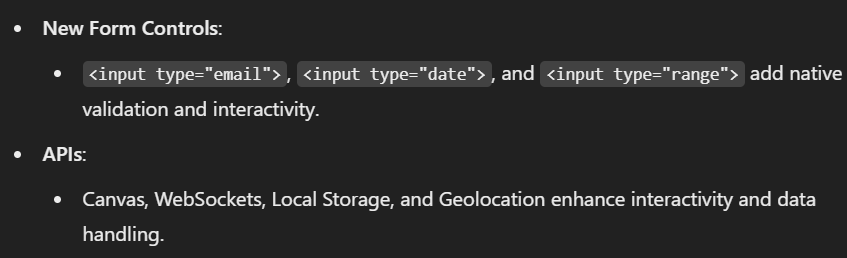 New Form Controls:
<input type="email">, <input type="date">, and <input type="range"> add native
validation and interactivity.
APIs:
Canvas, WebSockets, Local Storage, and Geolocation enhance interactivity and data
handling.